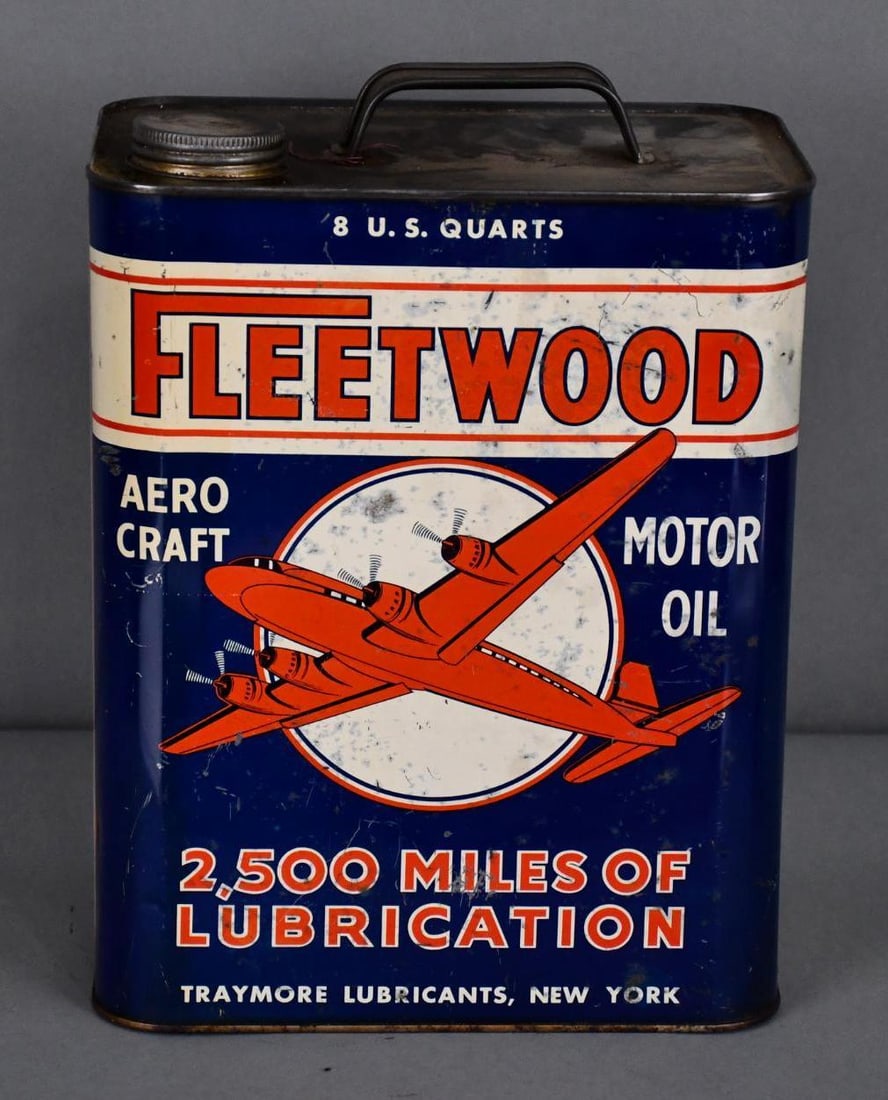 8 U.S. QUARTS
FLEETWOOD
AERO
CRAFT
MOTOR
OIL
2,500 MILES OF
LUBRICATION
TRAYMORE LUBRICANTS, NEW YORK